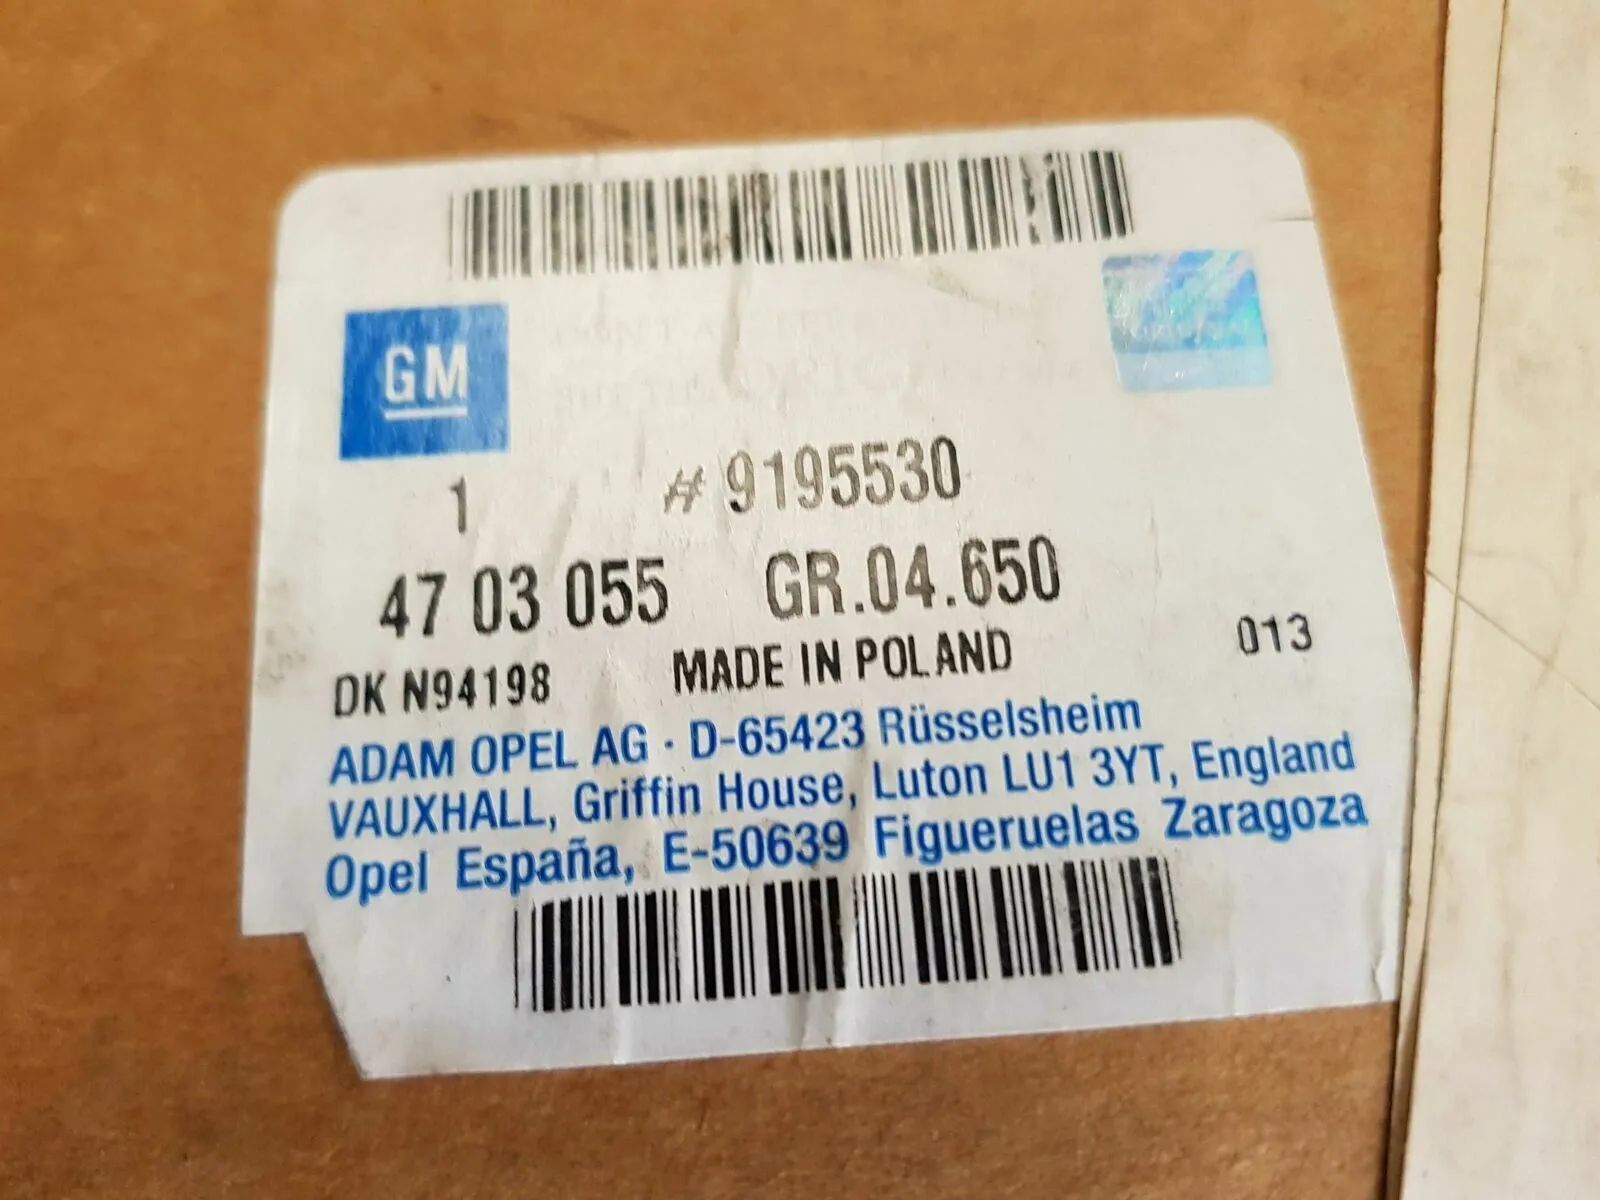 GM
1 # 9195530
47 03 055 GR.04.650
DK N94198 MADE IN POLAND 013
ADAM OPEL AG · D-65423 Rüsselsheim
VAUXHALL, Griffin House, Luton LU1 3YT, England
Opel España, E-50639 Figueruelas Zaragoza